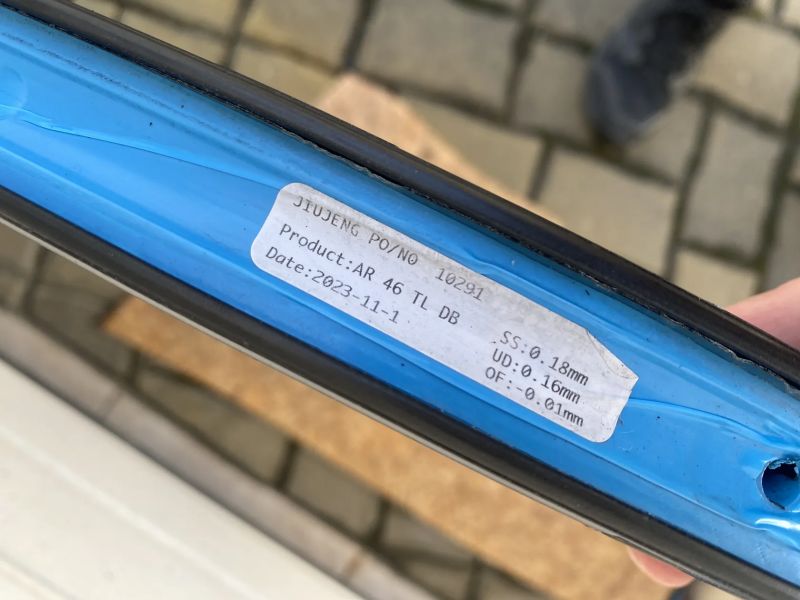 JIUJENG PO/NO 10291
Product:AR 46 TL DB
Date:2023-11-1
SS:0.18mm
UD:0.16mm
OF:-0.01mm